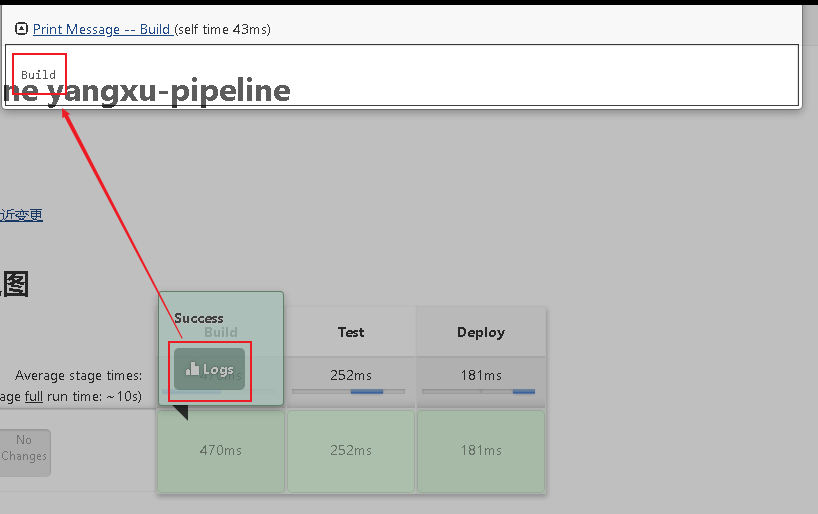 Print Message -- Build (self time 43ms)
Build
ne yangxu-pipeline
近变更
图
Success
Build
Test
Deploy
Logs
Average stage times:
252ms
181ms
age full run time: ~10s)
No
Changes
470ms
252ms
181ms